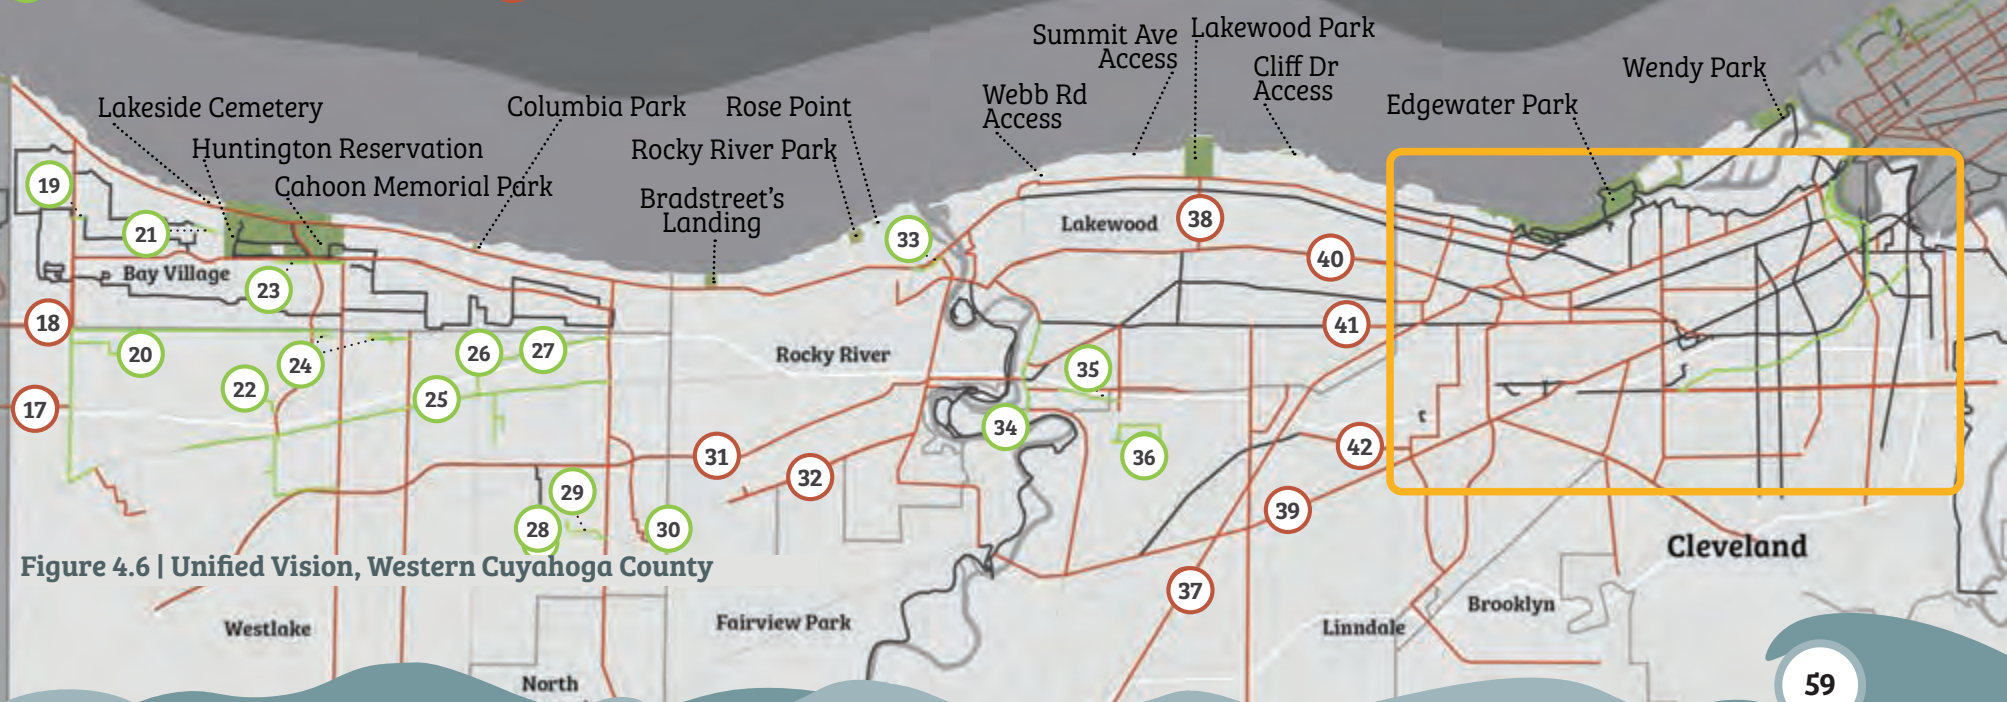 Summit Ave
Access
Lakewood Park
Cliff Dr
Access
Wendy Park
Webb Rd
Access
Edgewater Park
Lakeside Cemetery
Columbia Park
Rose Point
Huntington Reservation
Rocky River Park
Cahoon Memorial Park
Bradstreet's
Landing
19
21
Bay Village
23
33
Lakewood
38
40
18
20
24
26
27
22
25
17
Rocky River
41
35
34
36
42
31
32
29
28
30
39
37
Figure 4.6 | Unified Vision, Western Cuyahoga County
Cleveland
Westlake
Fairview Park
Linndale
Brooklyn
North
59